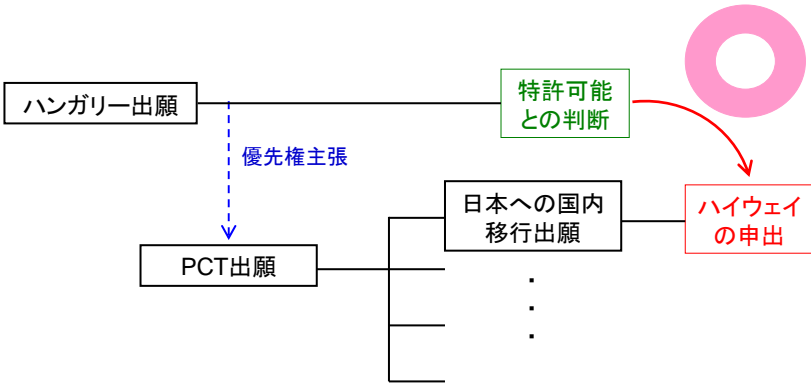 ハンガリー出願
特許可能
との判断
優先権主張
日本への国内
移行出願
ハイウェイ
の申出
PCT出願